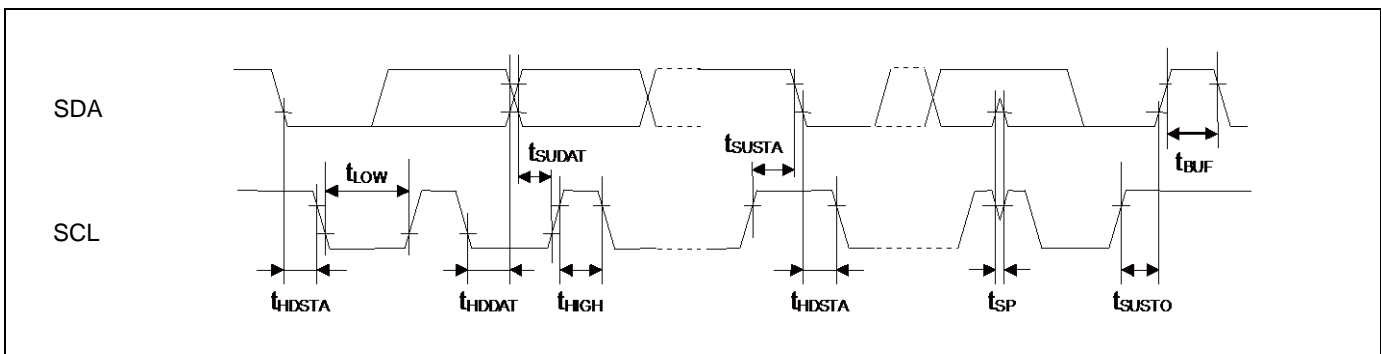 SDA
tSUDAT
tSUSTA
tBUF
tLOW
SCL
tHDSTA
tHDDAT
tHIGH
tHDSTA
tSP
tSUSTO